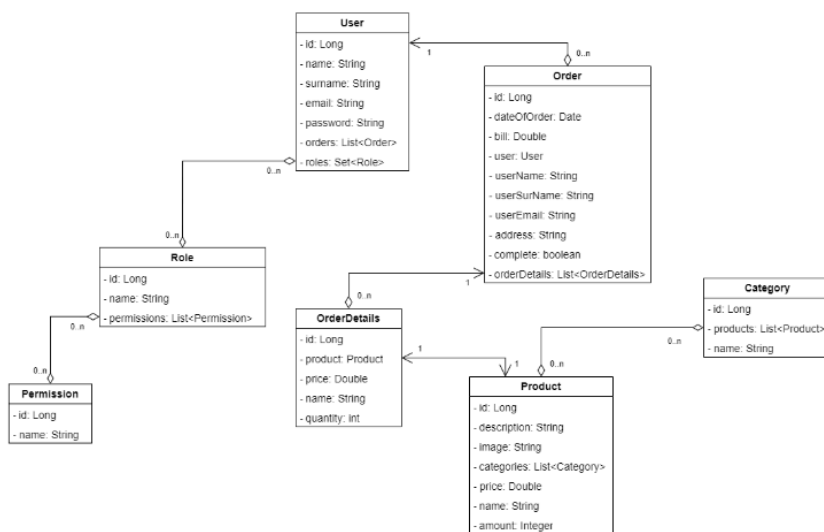 User
- id: Long
- name: String
- surname: String
- email: String
- password: String
- orders: List<Order>
- roles: Set<Role>
1
0..n
Order
- id: Long
- dateOfOrder: Date
- bill: Double
- user: User
- userName: String
- userSurName: String
- userEmail: String
- address: String
- complete: boolean
- orderDetails: List<OrderDetails>
0..n
0..n
Role
- id: Long
- name: String
- permissions: List<Permission>
0..n
0..n
Permission
- id: Long
- name: String
0..n
1
OrderDetails
- id: Long
- product: Product
- price: Double
- name: String
- quantity: int
1
1
Category
- id: Long
- products: List<Product>
- name: String
0..n
0..n
Product
- id: Long
- description: String
- image: String
- categories: List<Category>
- price: Double
- name: String
- amount: Integer